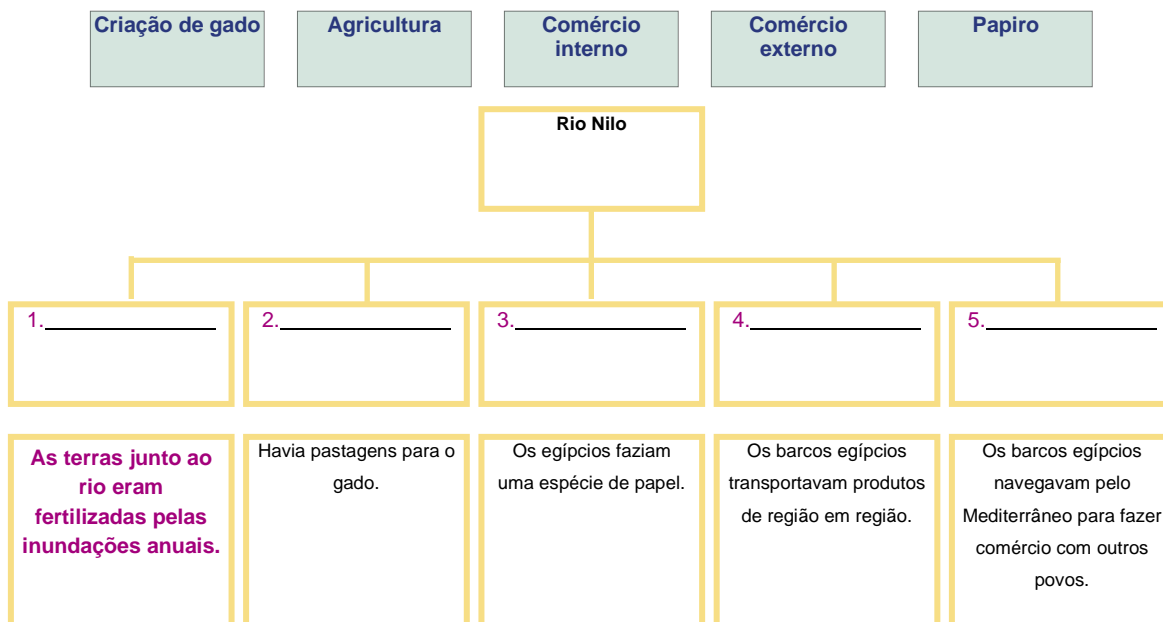 Criação de gado
Agricultura
Comércio
interno
Comércio
externo
Papiro
Rio Nilo
1.
2.
3.
4.
5.
As terras junto ao
rio eram
fertilizadas pelas
inundações anuais.
Havia pastagens para o
gado.
Os egípcios faziam
uma espécie de papel.
Os barcos egípcios
transportavam produtos
de região em região.
Os barcos egípcios
navegavam pelo
Mediterrâneo para fazer
comércio com outros
povos.